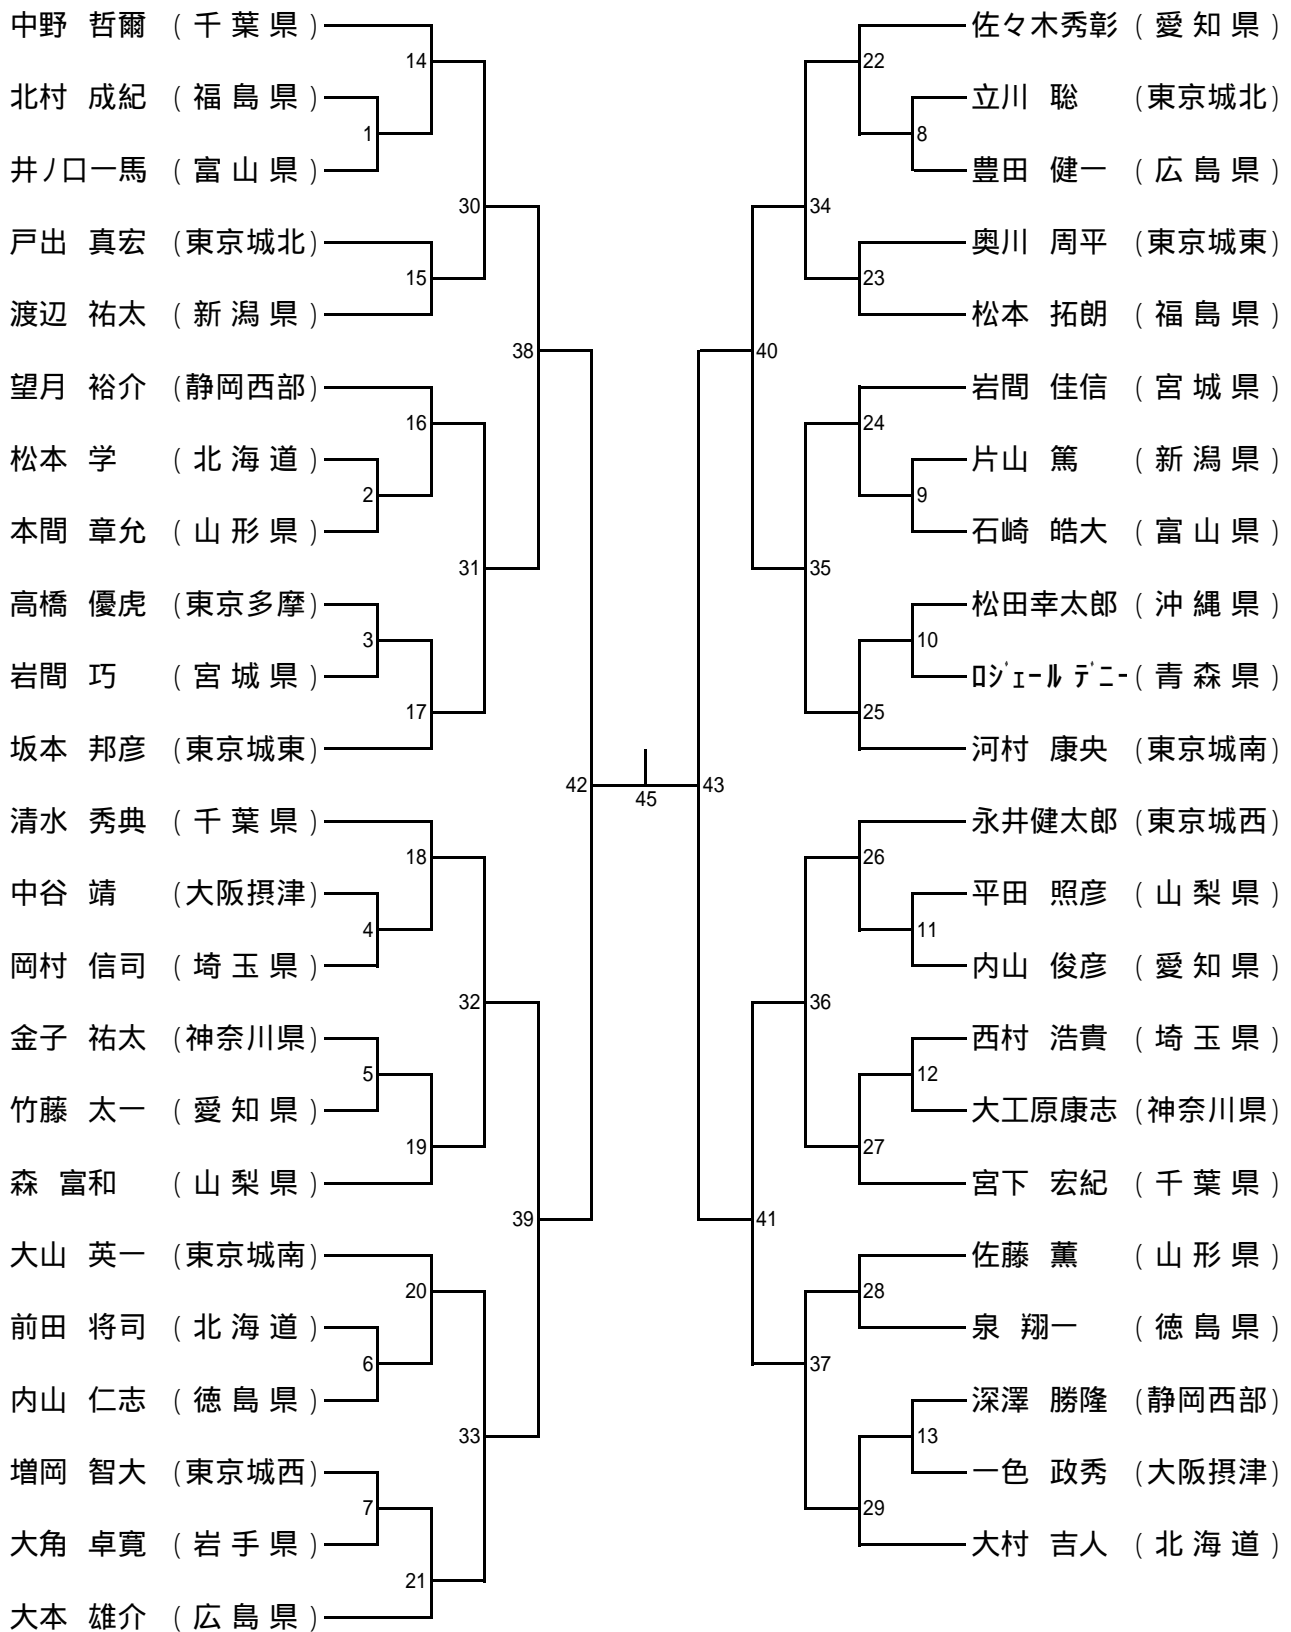 中野 哲爾 (千葉県)
14
北村 成紀 (福島県)
1
井ノ口一馬 (富山県)
30
戸出 真宏 (東京城北)
15
渡辺 祐太 (新潟県)
38
望月 裕介 (静岡西部)
16
松本 学 (北海道)
2
本間 章允 (山形県)
31
高橋 優虎 (東京多摩)
3
岩間 巧 (宮城県)
17
坂本 邦彦 (東京城東)
42
清水 秀典 (千葉県)
18
中谷 靖 (大阪摂津)
4
岡村 信司 (埼玉県)
32
金子 祐太 (神奈川県)
5
竹藤 太一 (愛知県)
19
森 富和 (山梨県)
39
大山 英一 (東京城南)
20
前田 将司 (北海道)
6
内山 仁志 (徳島県)
33
増岡 智大 (東京城西)
7
大角 卓寛 (岩手県)
21
大本 雄介 (広島県)
45
佐々木秀彰 (愛知県)
22
立川 聡 (東京城北)
8
豊田 健一 (広島県)
34
奥川 周平 (東京城東)
23
松本 拓朗 (福島県)
40
岩間 佳信 (宮城県)
24
片山 篤 (新潟県)
9
石崎 皓大 (富山県)
35
松田幸太郎 (沖縄県)
10
ﾛｼﾞｪｰﾙ ﾃﾞﾆｰ (青森県)
25
河村 康央 (東京城南)
43
永井健太郎 (東京城西)
26
平田 照彦 (山梨県)
11
内山 俊彦 (愛知県)
36
西村 浩貴 (埼玉県)
12
大工原康志 (神奈川県)
27
宮下 宏紀 (千葉県)
41
佐藤 薫 (山形県)
28
泉 翔一 (徳島県)
37
深澤 勝隆 (静岡西部)
13
一色 政秀 (大阪摂津)
29
大村 吉人 (北海道)